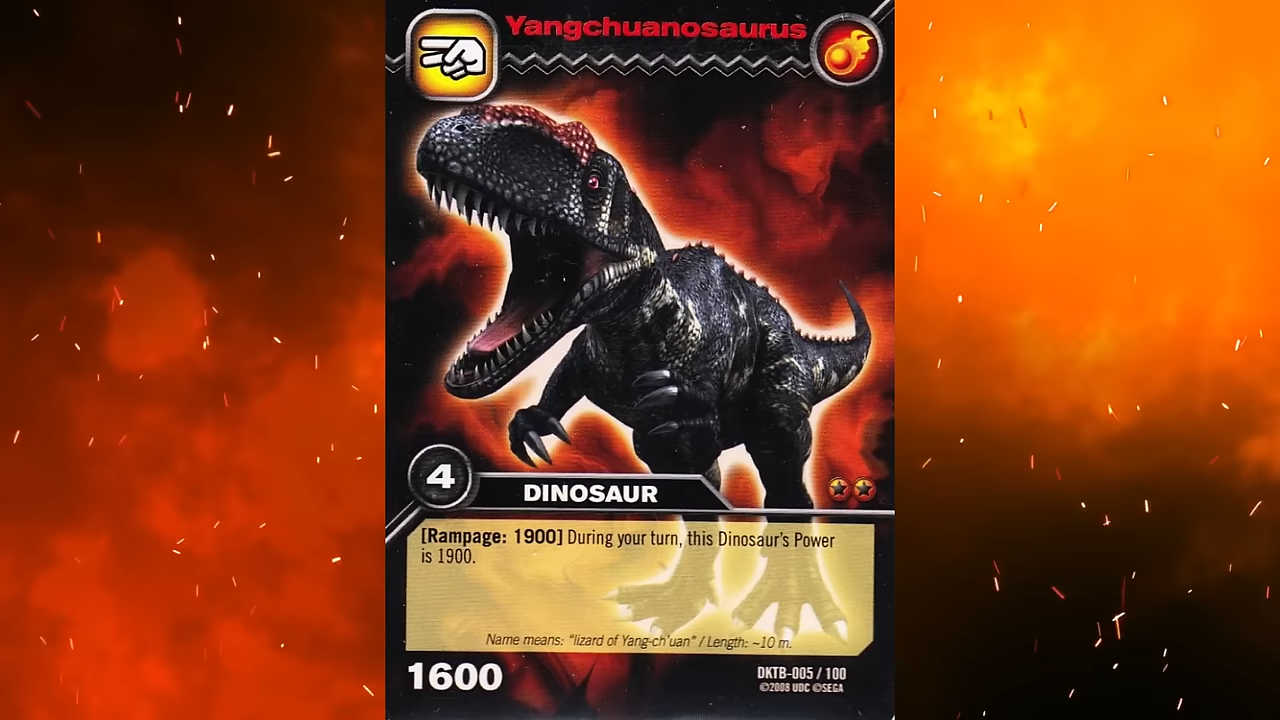 Yangchuanosaurus
4
DINOSAUR
[Rampage: 1900] During your turn, this Dinosaur's Power
is 1900.
Name means: "lizard of Yang-ch'uan" / Length: ~10 m.
1600
DKTB-005 / 100
©2008 UDC ©SEGA